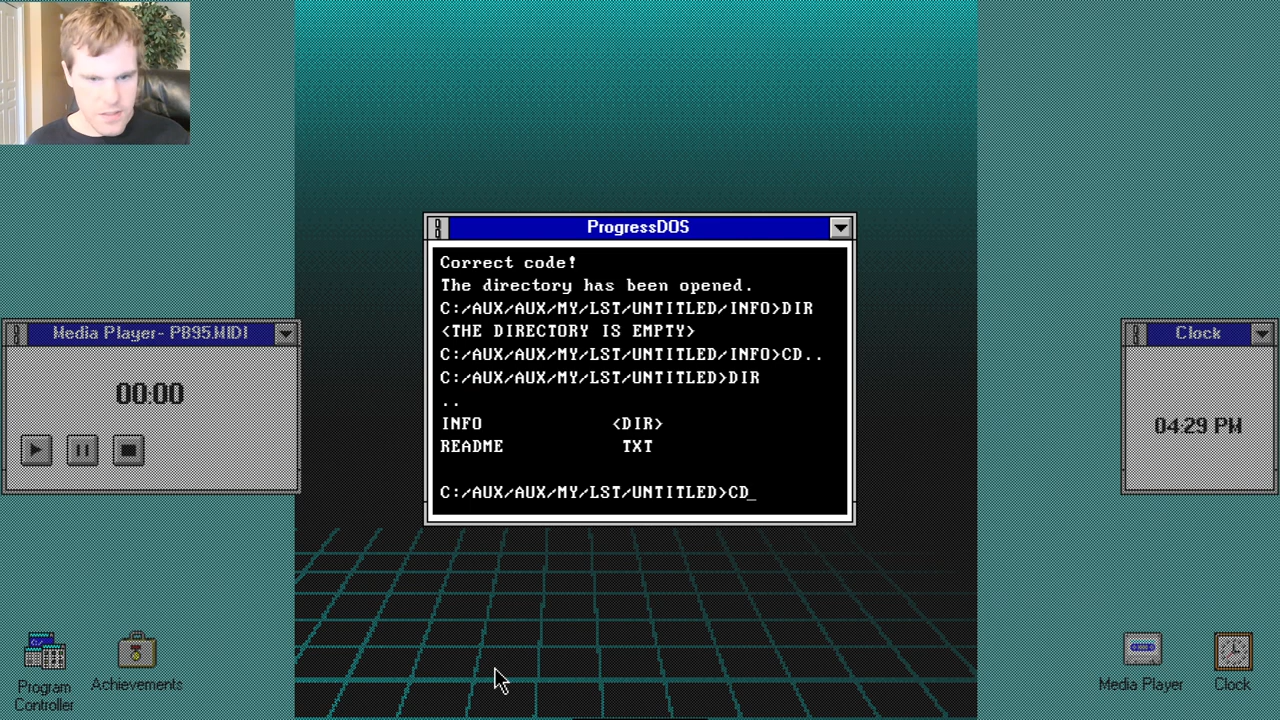 ProgressDOS
Correct code!
The directory has been opened.
C:/AUX/AUX/MY/LST/UNTITLED/INFO>DIR
<THE DIRECTORY IS EMPTY>
C:/AUX/AUX/MY/LST/UNTITLED/INFO>CD..
C:/AUX/AUX/MY/LST/UNTITLED>DIR
..
INFO <DIR>
README TXT
C:/AUX/AUX/MY/LST/UNTITLED>CD_
Media Player- PB95.MIDI
00:00
Clock
04:29 PM
Program
Controller
Achievements
Media Player
Clock